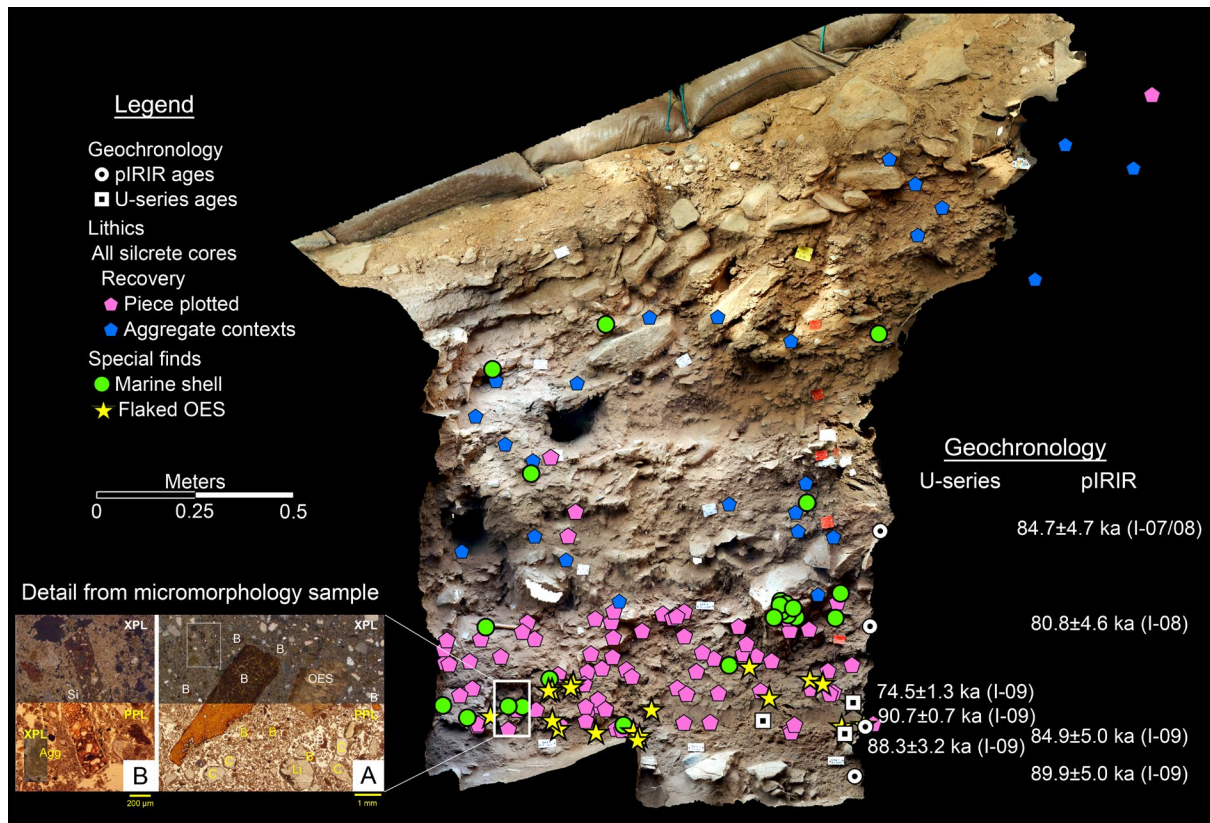 Legend
Geochronology
pIRIR ages
U-series ages
Lithics
All silcrete cores
Recovery
Piece plotted
Aggregate contexts
Special finds
Marine shell
Flaked OES
Meters
0 0.25 0.5
Geochronology
U-series pIRIR
84.7±4.7 ka (I-07/08)
80.8±4.6 ka (I-08)
74.5±1.3 ka (I-09)
90.7±0.7 ka (I-09)
84.9±5.0 ka (I-09)
88.3±3.2 ka (I-09)
89.9±5.0 ka (I-09)
Detail from micromorphology sample
XPL
Si
PPL
XPL
Agg
B
200 µm
XPL
B
B
B
OES
B
B
PPL
B
B
B
C
C
C
Li
C
C
A
1 mm